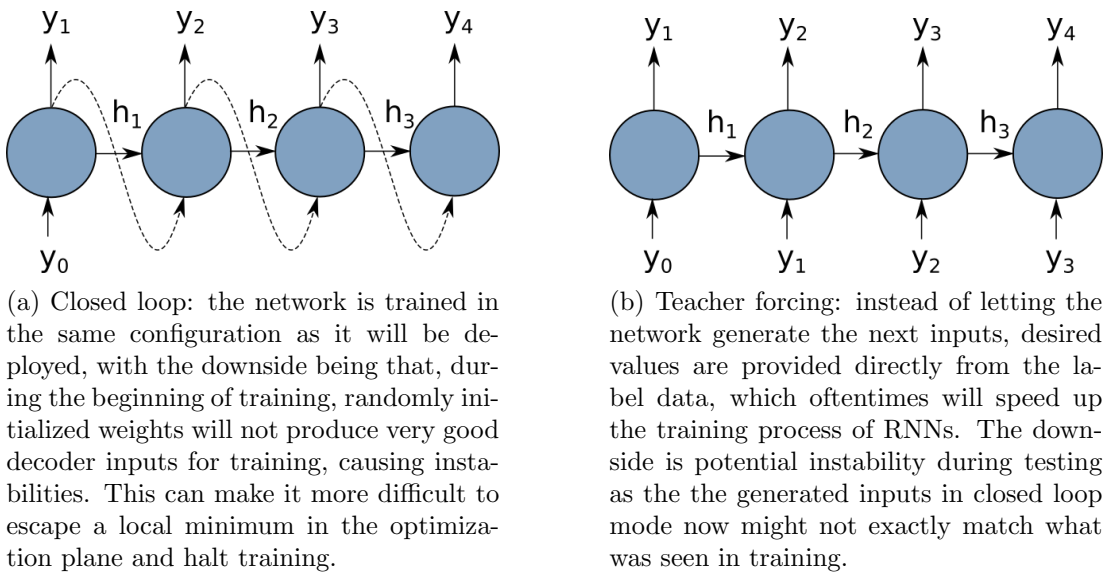 y₁ y₂ y₃ y₄
h₁ h₂ h₃
y₀
(a) Closed loop: the network is trained in
the same configuration as it will be de-
ployed, with the downside being that, dur-
ing the beginning of training, randomly ini-
tialized weights will not produce very good
decoder inputs for training, causing insta-
bilities. This can make it more difficult to
escape a local minimum in the optimiza-
tion plane and halt training.
y₁ y₂ y₃ y₄
h₁ h₂ h₃
y₀ y₁ y₂ y₃
(b) Teacher forcing: instead of letting the
network generate the next inputs, desired
values are provided directly from the la-
bel data, which oftentimes will speed up
the training process of RNNs. The down-
side is potential instability during testing
as the the generated inputs in closed loop
mode now might not exactly match what
was seen in training.